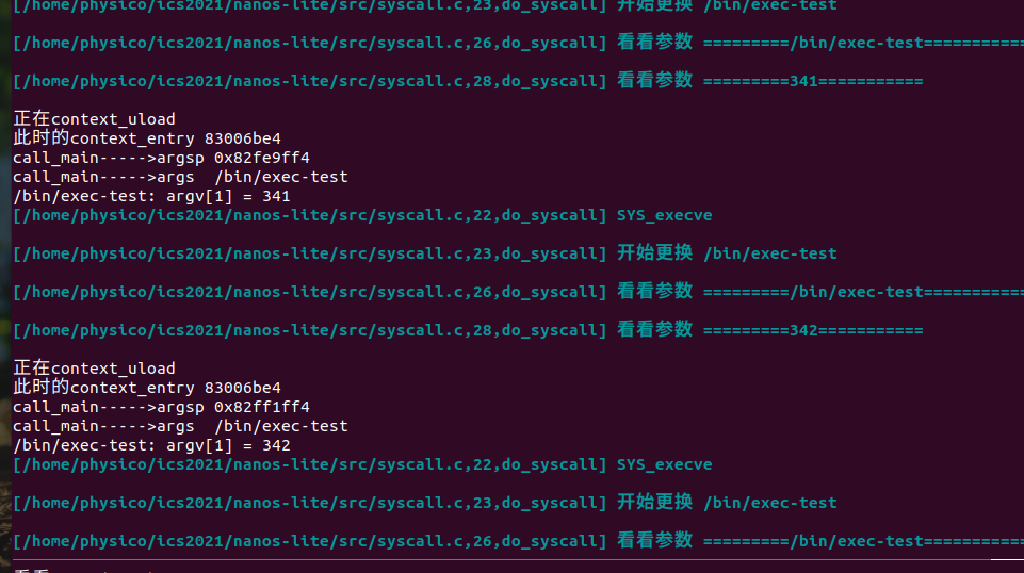 [/home/physico/ics2021/nanos-lite/src/syscall.c,23,do_syscall] 开始更换 /bin/exec-test
[/home/physico/ics2021/nanos-lite/src/syscall.c,26,do_syscall] 看看参数 =========/bin/exec-test===========
[/home/physico/ics2021/nanos-lite/src/syscall.c,28,do_syscall] 看看参数 =========341===========
正在context_uload
此时的context_entry 83006be4
call_main----->argsp 0x82fe9ff4
call_main----->args  /bin/exec-test
/bin/exec-test: argv[1] = 341
[/home/physico/ics2021/nanos-lite/src/syscall.c,22,do_syscall] SYS_execve
[/home/physico/ics2021/nanos-lite/src/syscall.c,23,do_syscall] 开始更换 /bin/exec-test
[/home/physico/ics2021/nanos-lite/src/syscall.c,26,do_syscall] 看看参数 =========/bin/exec-test===========
[/home/physico/ics2021/nanos-lite/src/syscall.c,28,do_syscall] 看看参数 =========342===========
正在context_uload
此时的context_entry 83006be4
call_main----->argsp 0x82ff1ff4
call_main----->args  /bin/exec-test
/bin/exec-test: argv[1] = 342
[/home/physico/ics2021/nanos-lite/src/syscall.c,22,do_syscall] SYS_execve
[/home/physico/ics2021/nanos-lite/src/syscall.c,23,do_syscall] 开始更换 /bin/exec-test
[/home/physico/ics2021/nanos-lite/src/syscall.c,26,do_syscall] 看看参数 =========/bin/exec-test===========